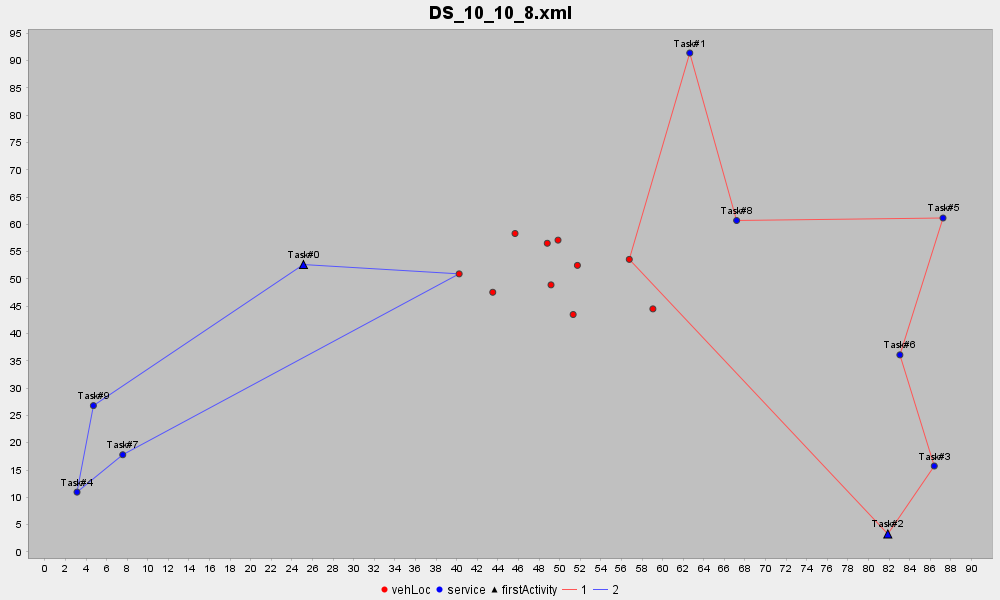 DS_10_10_8.xml
95
90
85
80
75
70
65
60
55
50
45
40
35
30
25
20
15
10
5
0
Task#1
Task#8
Task#5
Task#0
Task#6
Task#9
Task#7
Task#3
Task#4
Task#2
0 2 4 6 8 10 12 14 16 18 20 22 24 26 28 30 32 34 36 38 40 42 44 46 48 50 52 54 56 58 60 62 64 66 68 70 72 74 76 78 80 82 84 86 88 90
vehLoc service firstActivity 1 2